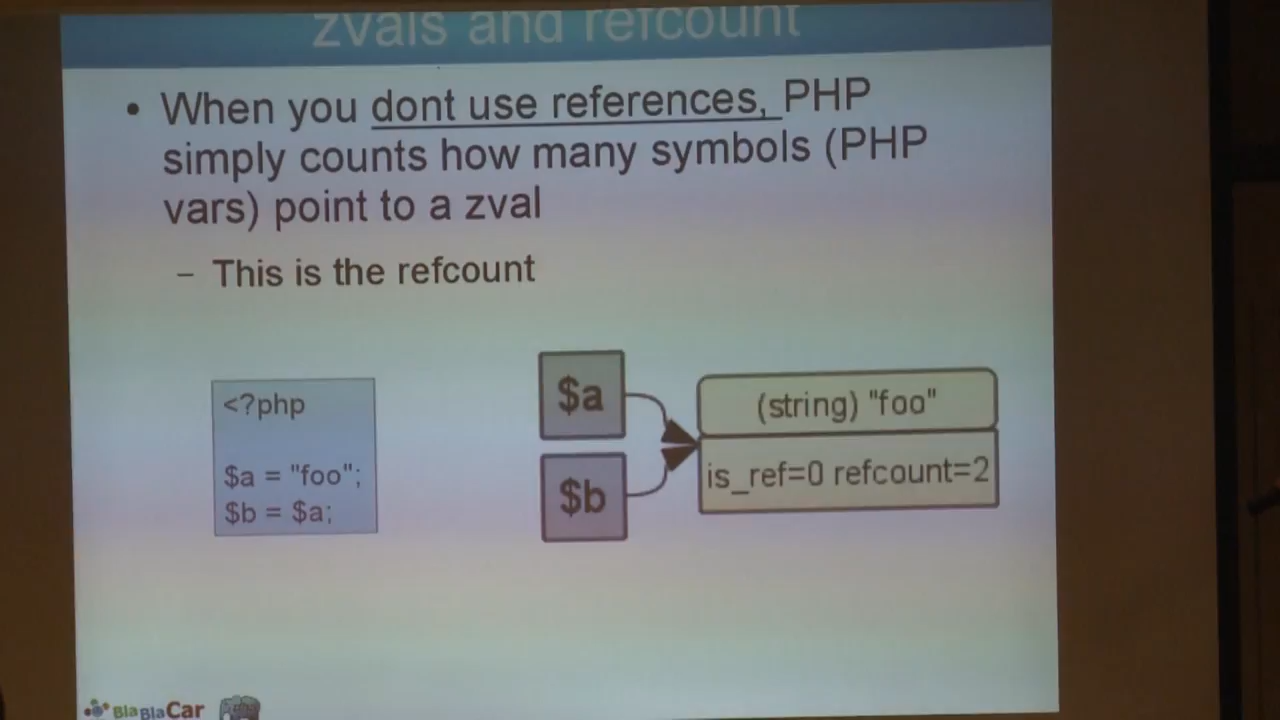 zvals and refcount
• When you dont use references, PHP
simply counts how many symbols (PHP
vars) point to a zval
– This is the refcount
<?php
$a = "foo";
$b = $a;
$a
$b
(string) "foo"
is_ref=0 refcount=2
BlaBlaCar